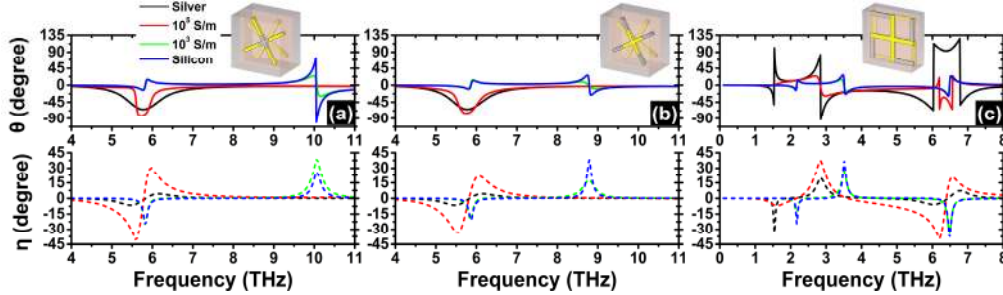 Silver
10⁵ S/m
10³ S/m
Silicon
θ (degree)
135
90
45
0
-45
-90
(a)
(b)
(c)
η (degree)
45
30
15
0
-15
-30
-45
4 5 6 7 8 9 10 11
4 5 6 7 8 9 10 11
0 1 2 3 4 5 6 7 8
Frequency (THz)
Frequency (THz)
Frequency (THz)